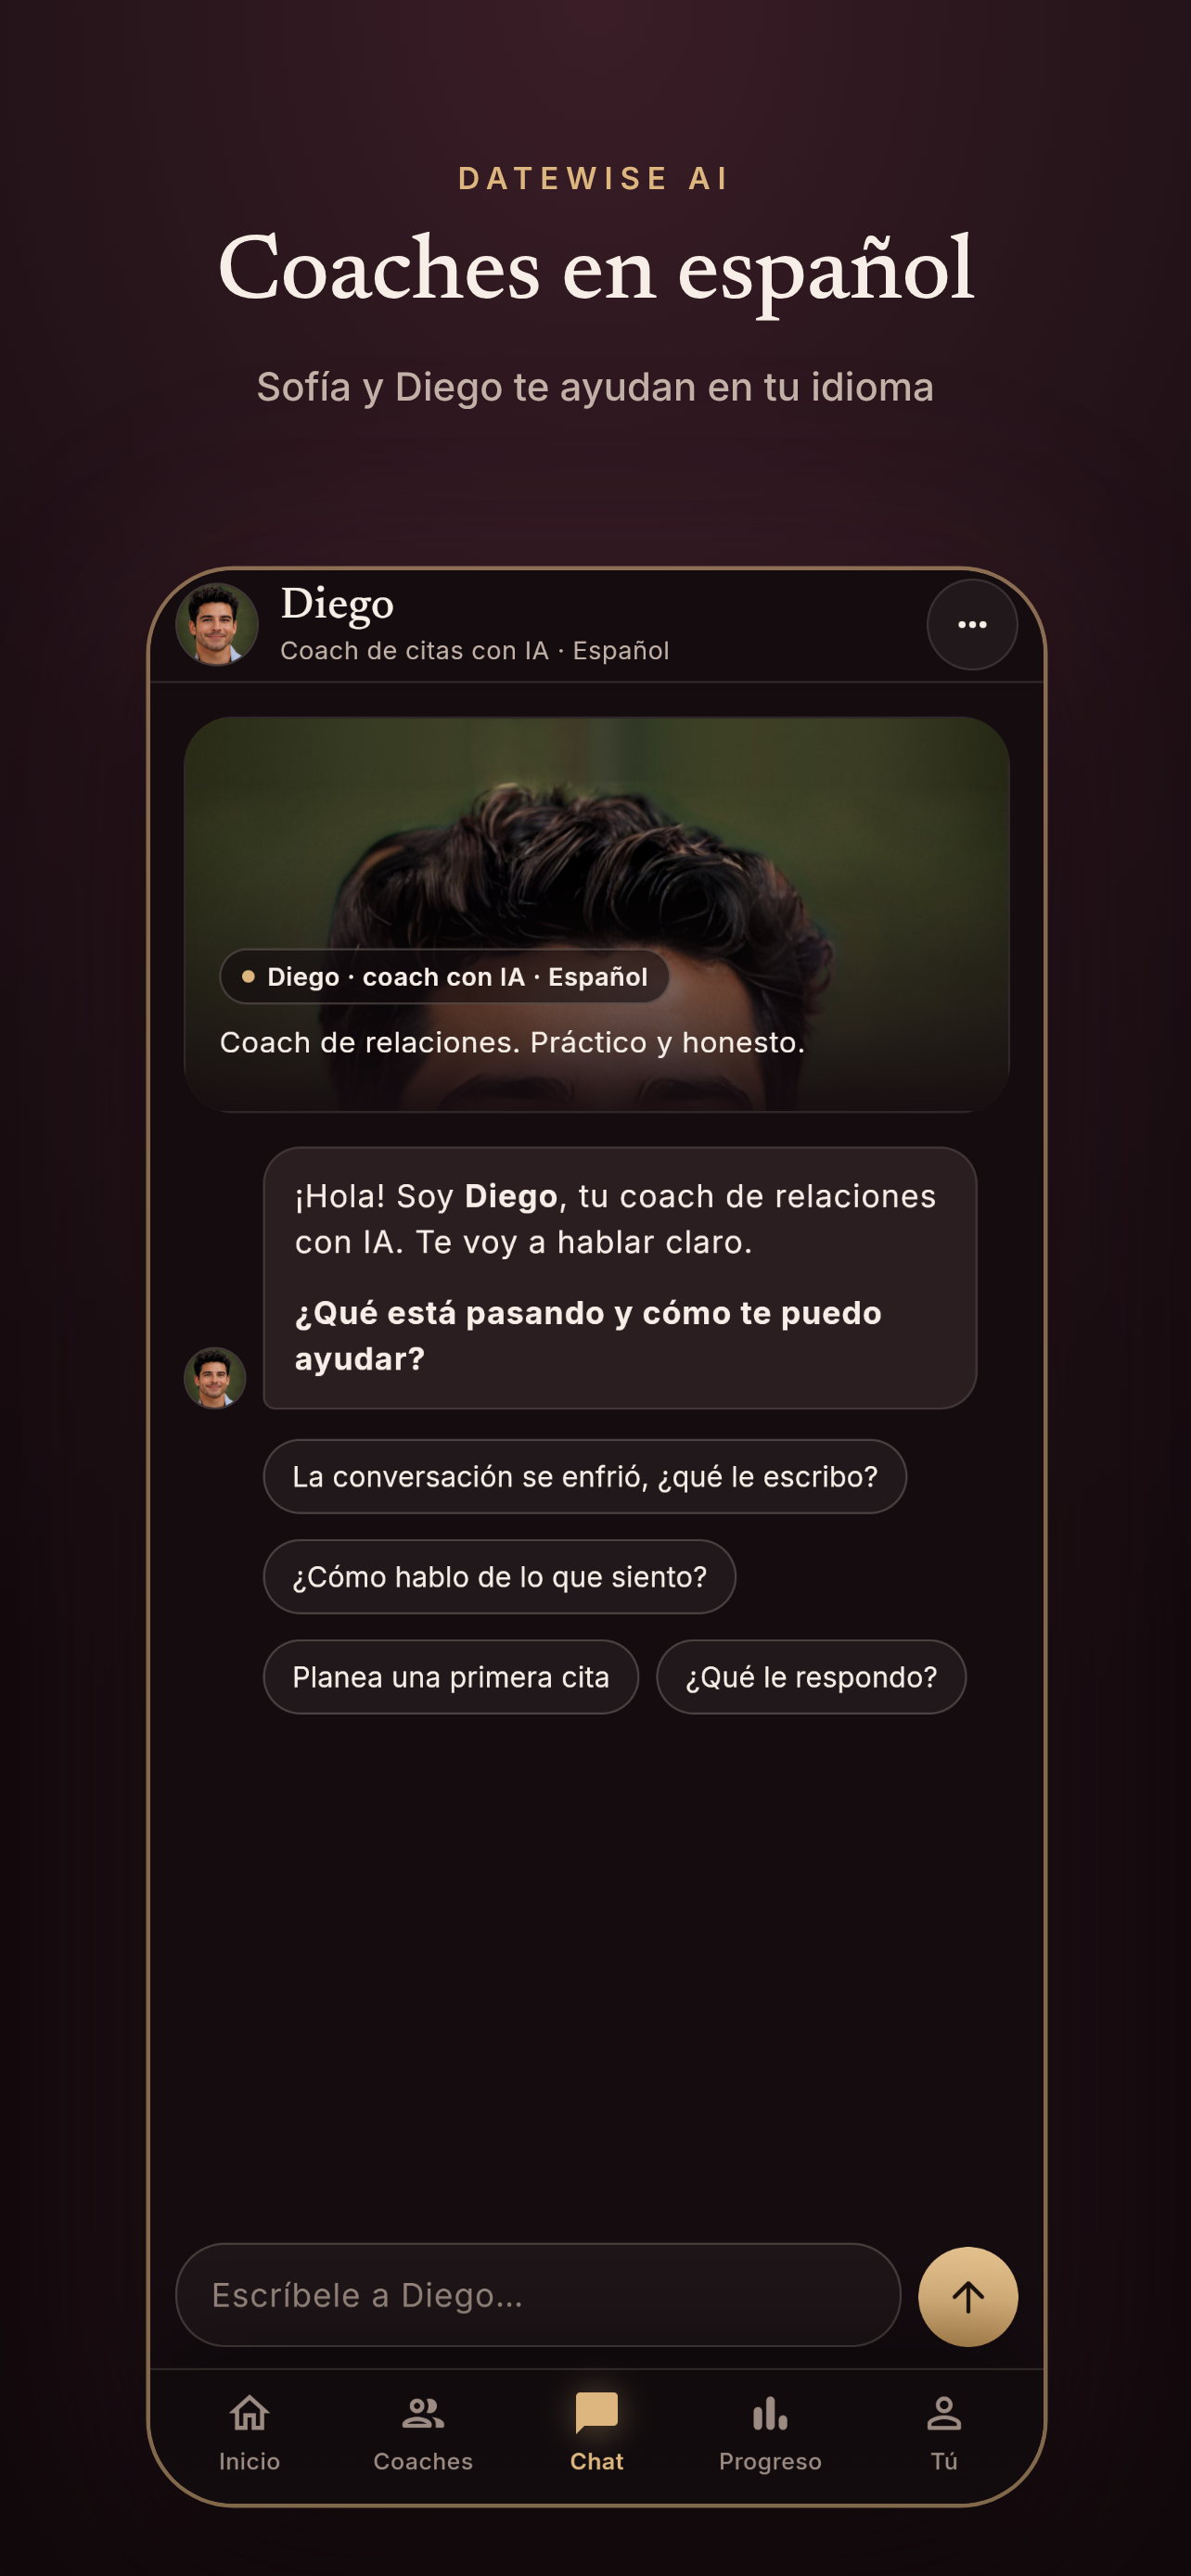 DATEWISE AI
Coaches en español
Sofía y Diego te ayudan en tu idioma
Diego
Coach de citas con IA · Español
Diego · coach con IA · Español
Coach de relaciones. Práctico y honesto.
¡Hola! Soy Diego, tu coach de relaciones
con IA. Te voy a hablar claro.
¿Qué está pasando y cómo te puedo
ayudar?
La conversación se enfrió, ¿qué le escribo?
¿Cómo hablo de lo que siento?
Planea una primera cita
¿Qué le respondo?
Escríbele a Diego...
Inicio
Coaches
Chat
Progreso
Tú